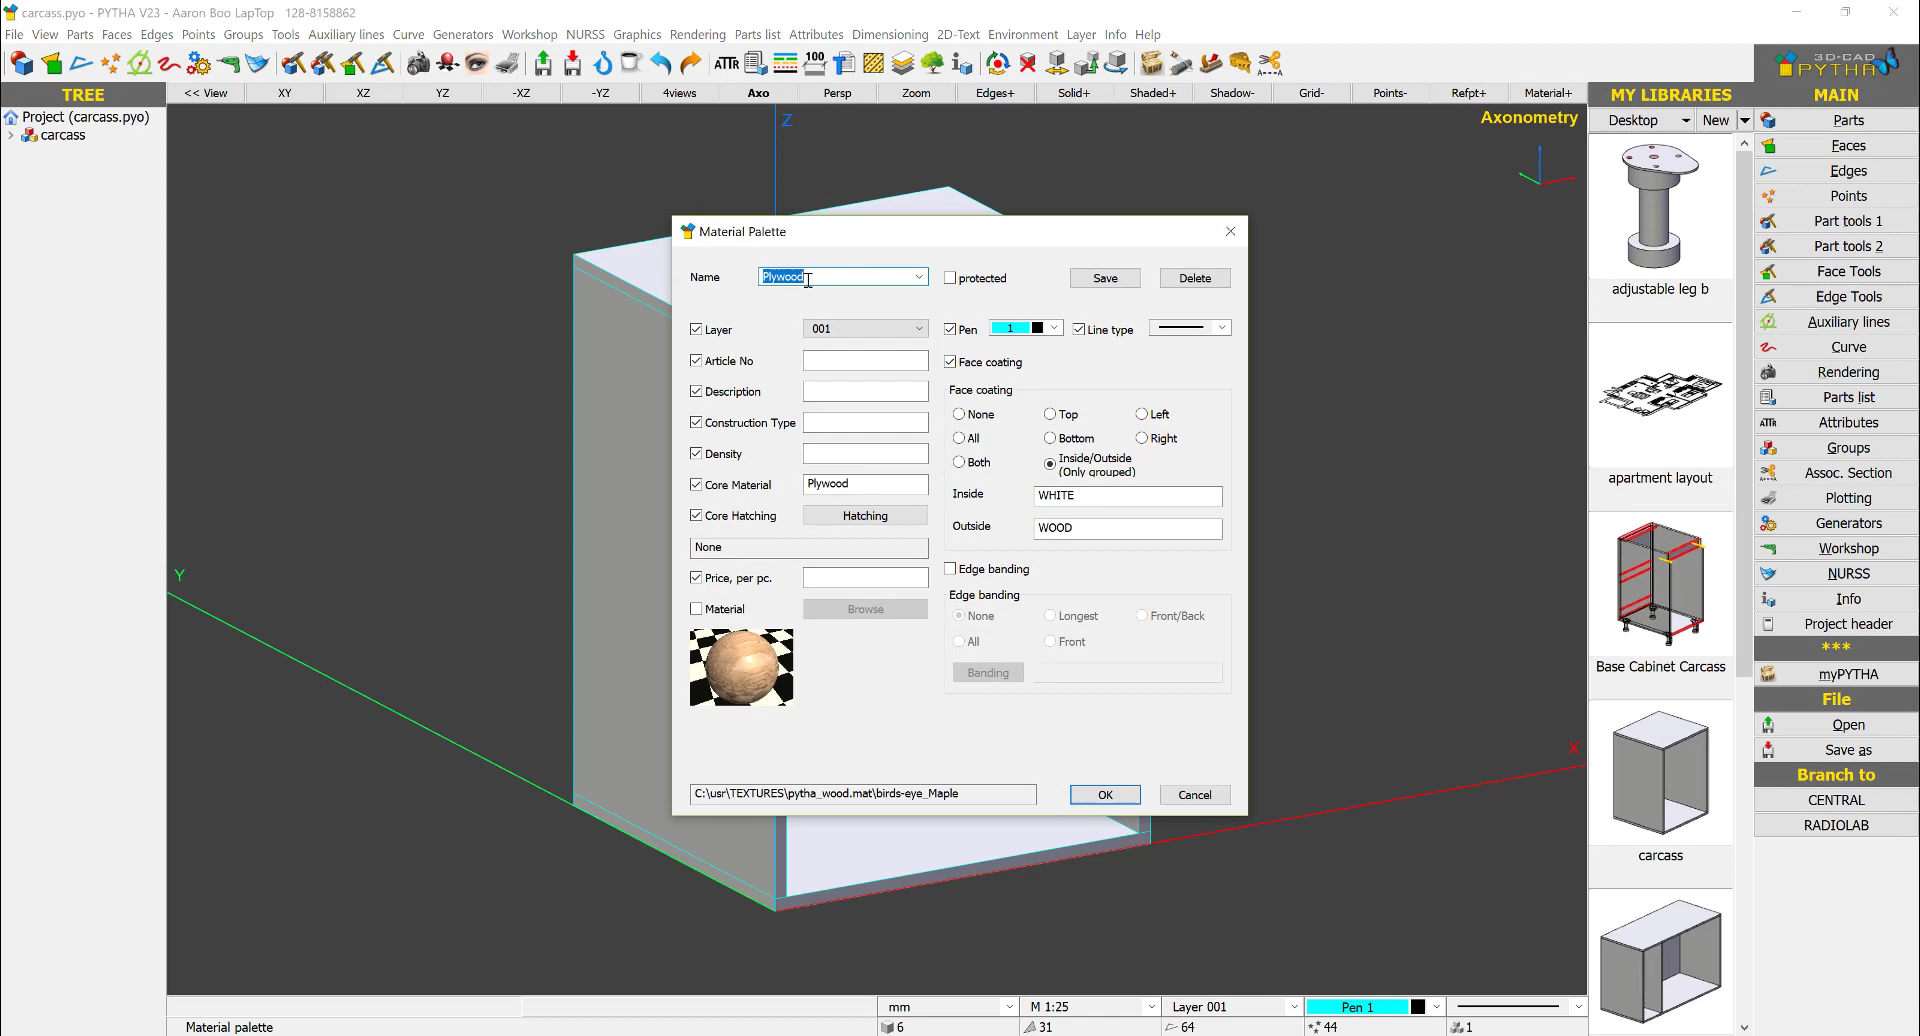 carcass.pyo - PYTHA V23 - Aaron Boo LapTop 128-8158862
File View Parts Faces Edges Points Groups Tools Auxiliary lines Curve Generators Workshop NURSS Graphics Rendering Parts list Attributes Dimensioning 2D-Text Environment Layer Info Help
ATTR 100
3D-CAD PYTHA
TREE
<< View XY XZ YZ -XZ -YZ 4views Axo Persp Zoom Edges+ Solid+ Shaded+ Shadow- Grid- Points- Refpt+ Material+
MY LIBRARIES
MAIN
Project (carcass.pyo)
carcass
Z
Axonometry
Y
X
Material Palette
Name Plywood protected Save Delete
Layer 001 Pen 1 Line type
Article No
Face coating
Description
Face coating
None Top Left
Construction Type
All Bottom Right
Density
Both Inside/Outside
(Only grouped)
Core Material Plywood
Inside WHITE
Core Hatching Hatching
Outside WOOD
None
Edge banding
Price, per pc.
Edge banding
Material Browse
None Longest Front/Back
All Front
Banding
C:\usr\TEXTURES\pytha_wood.mat\birds-eye_Maple
OK Cancel
Desktop New
adjustable leg b
apartment layout
Base Cabinet Carcass
carcass
Parts
Faces
Edges
Points
Part tools 1
Part tools 2
Face Tools
Edge Tools
Auxiliary lines
Curve
Rendering
Parts list
ATTR Attributes
Groups
Assoc. Section
Plotting
Generators
Workshop
NURSS
Info
Project header
***
myPYTHA
File
Open
Save as
Branch to
CENTRAL
RADIOLAB
mm M 1:25 Layer 001 Pen 1
Material palette 6 31 64 44 1